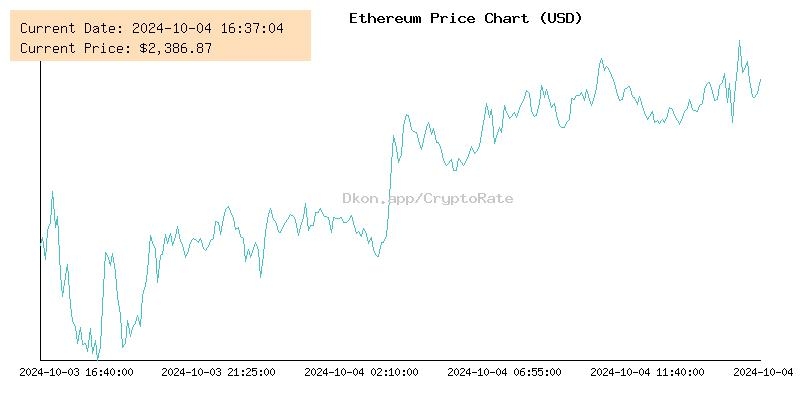 Ethereum Price Chart (USD)
Current Date: 2024-10-04 16:37:04
Current Price: $2,386.87
Dkon.app/CryptoRate
2024-10-03 16:40:00 2024-10-03 21:25:00 2024-10-04 02:10:00 2024-10-04 06:55:00 2024-10-04 11:40:00 2024-10-04